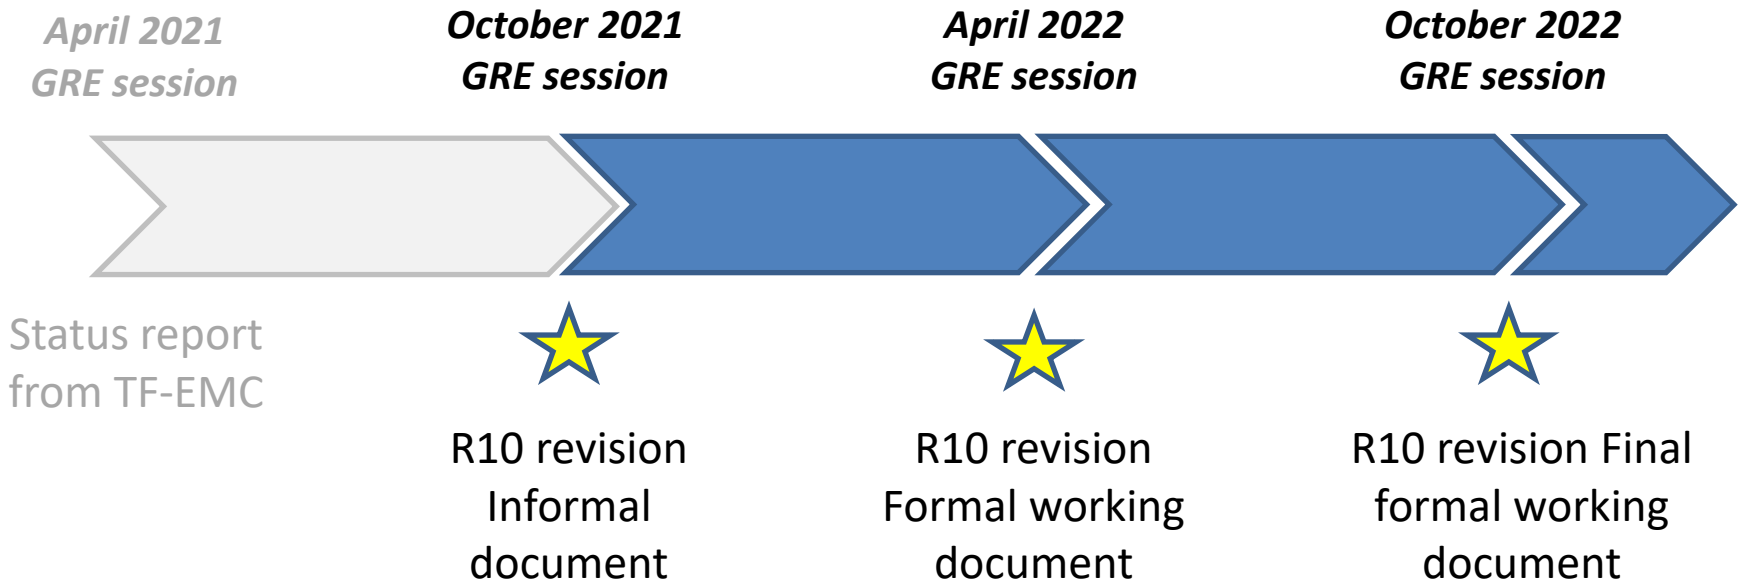 April 2021
GRE session
October 2021
GRE session
April 2022
GRE session
October 2022
GRE session
Status report
from TF-EMC
R10 revision
Informal
document
R10 revision
Formal working
document
R10 revision Final
formal working
document